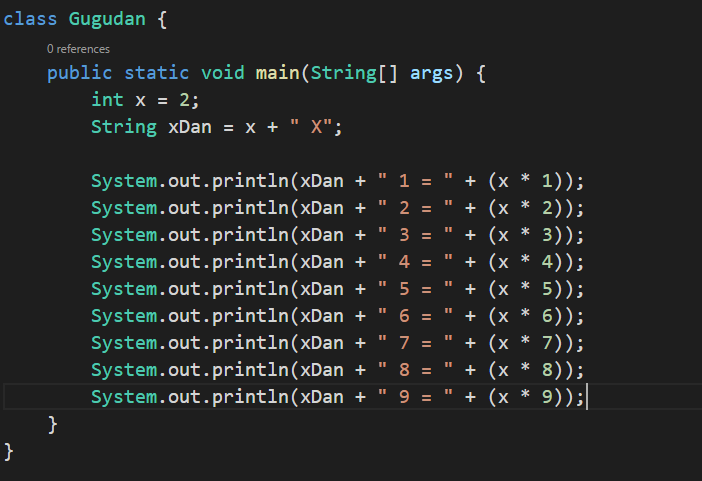 class Gugudan {
0 references
public static void main(String[] args) {
int x = 2;
String xDan = x + " X";
System.out.println(xDan + " 1 = " + (x * 1));
System.out.println(xDan + " 2 = " + (x * 2));
System.out.println(xDan + " 3 = " + (x * 3));
System.out.println(xDan + " 4 = " + (x * 4));
System.out.println(xDan + " 5 = " + (x * 5));
System.out.println(xDan + " 6 = " + (x * 6));
System.out.println(xDan + " 7 = " + (x * 7));
System.out.println(xDan + " 8 = " + (x * 8));
System.out.println(xDan + " 9 = " + (x * 9));
}
}